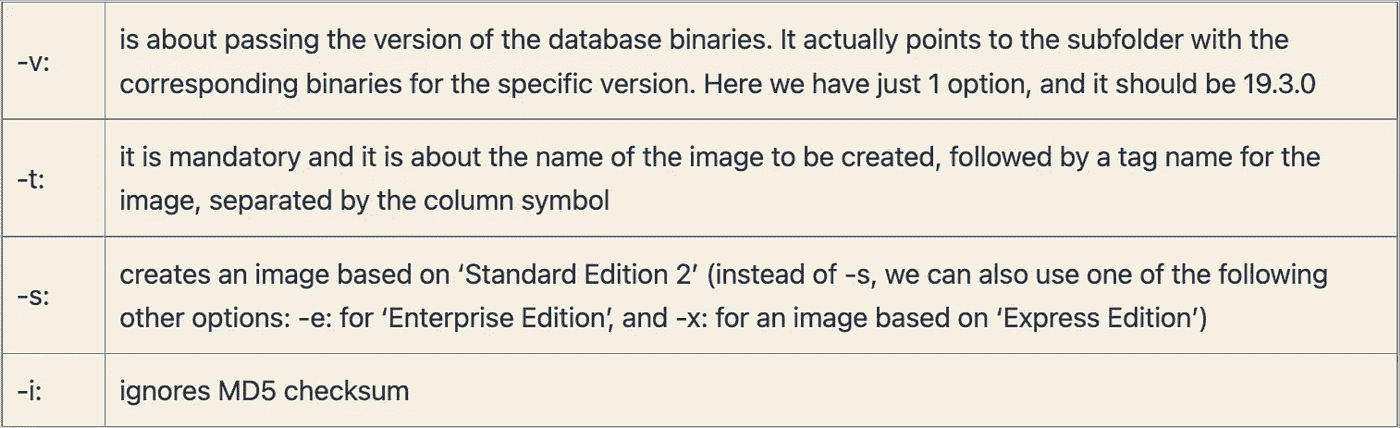 -v:
is about passing the version of the database binaries. It actually points to the subfolder with the
corresponding binaries for the specific version. Here we have just 1 option, and it should be 19.3.0
-t:
it is mandatory and it is about the name of the image to be created, followed by a tag name for the
image, separated by the column symbol
-s:
creates an image based on ‘Standard Edition 2’ (instead of -s, we can also use one of the following
other options: -e: for ‘Enterprise Edition’, and -x: for an image based on ‘Express Edition’)
-i:
ignores MD5 checksum